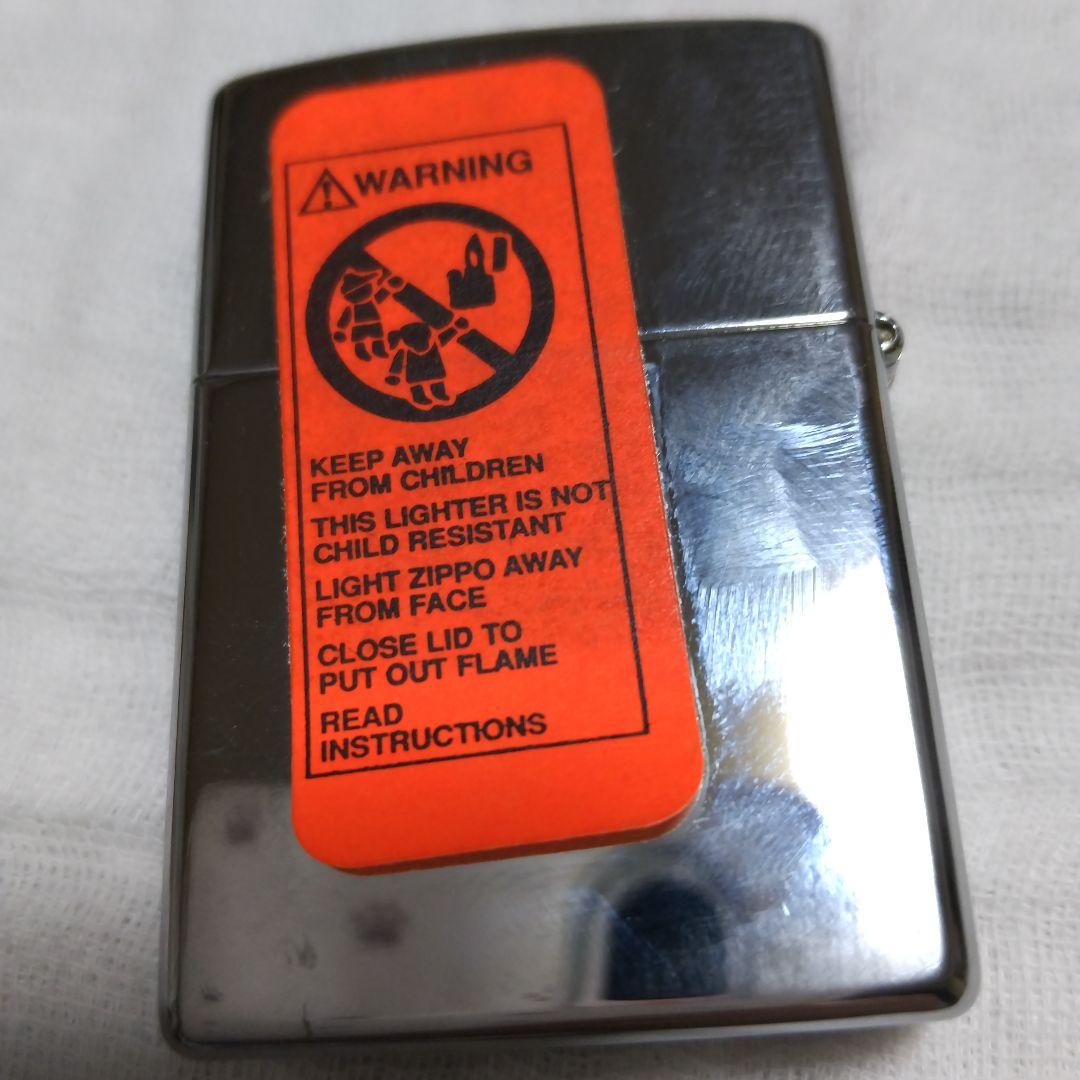 WARNING
KEEP AWAY
FROM CHILDREN
THIS LIGHTER IS NOT
CHILD RESISTANT
LIGHT ZIPPO AWAY
FROM FACE
CLOSE LID TO
PUT OUT FLAME
READ
INSTRUCTIONS